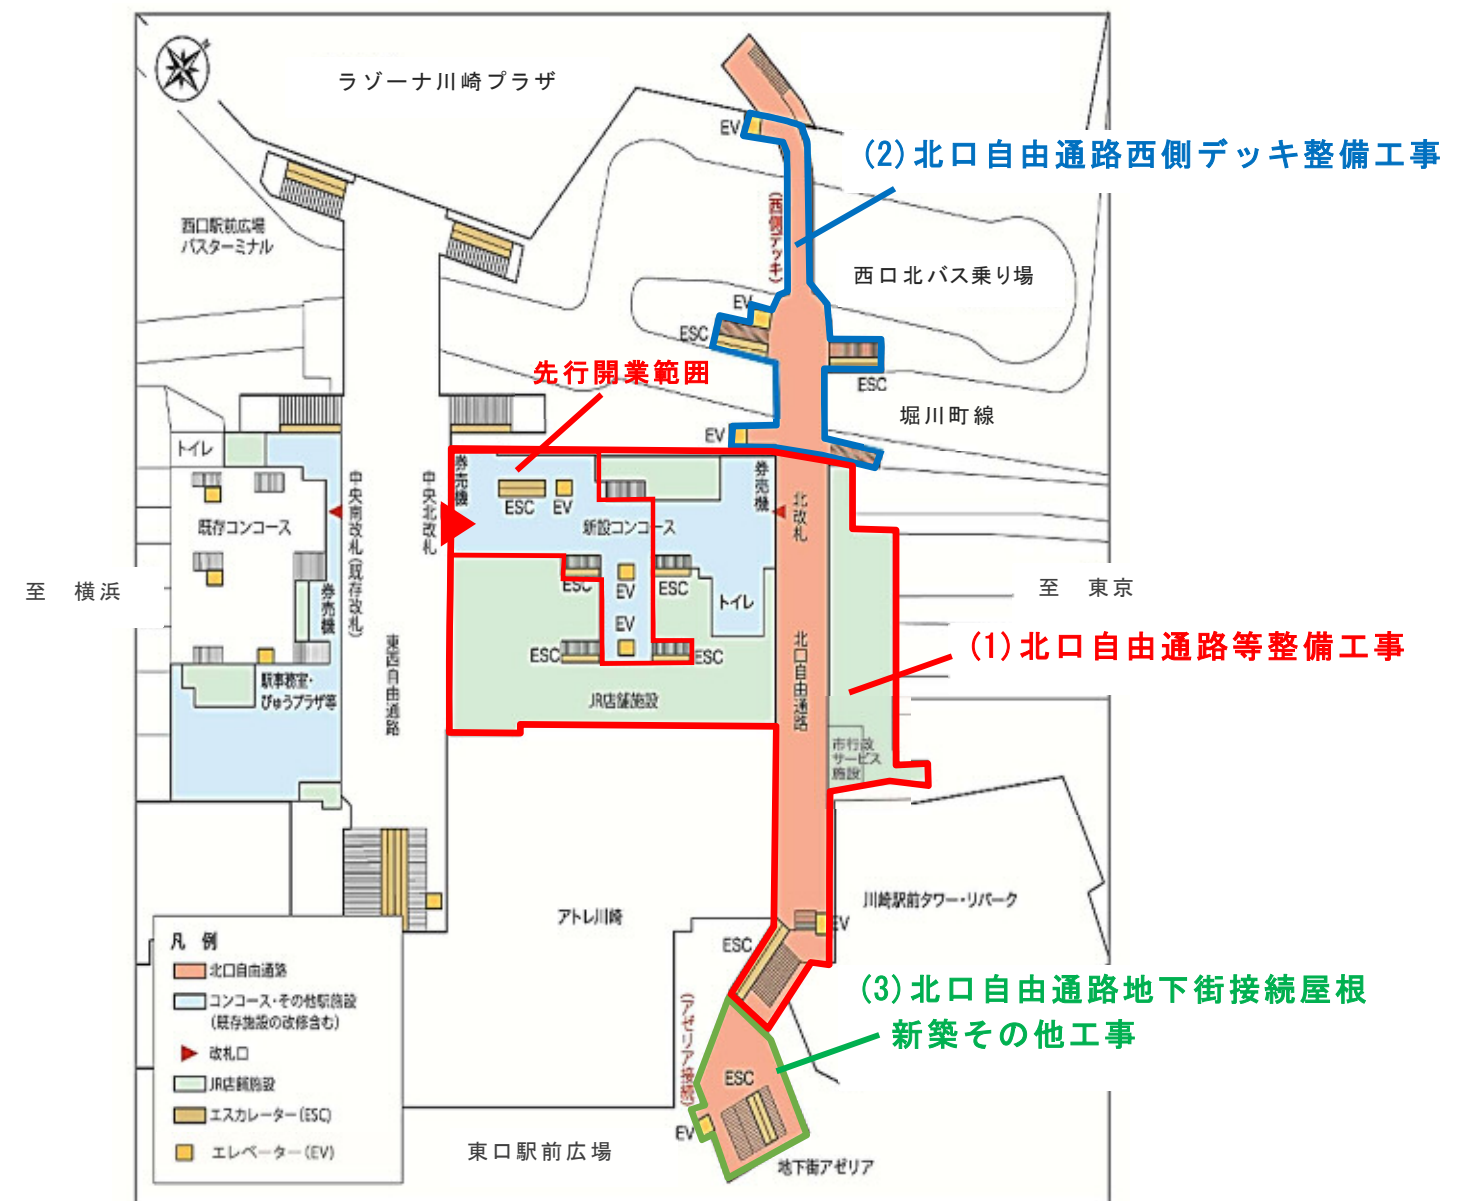 N
ラゾーナ川崎プラザ
EV
(2)北口自由通路西側デッキ整備工事
(西側デッキ)
西口駅前広場
バスターミナル
西口北バス乗り場
EV
ESC
ESC
先行開業範囲
堀川町線
EV
トイレ
券売機
券売機
中央南改札(既存改札)
中央北改札
北改札
ESC
EV
既存コンコース
新設コンコース
至 横浜
至 東京
ESC
EV
ESC
トイレ
券売機
EV
東西自由通路
北口自由通路
(1)北口自由通路等整備工事
ESC
ESC
駅事務室・
びゅうプラザ等
JR店舗施設
市行政
サービス
施設
アトレ川崎
川崎駅前タワー・リパーク
EV
ESC
凡 例
北口自由通路
コンコース・その他駅施設
(既存施設の改修含む)
改札口
JR店舗施設
エスカレーター(ESC)
エレベーター(EV)
(3)北口自由通路地下街接続屋根
新築その他工事
(アゼリア接続)
ESC
EV
東口駅前広場
地下街アゼリア